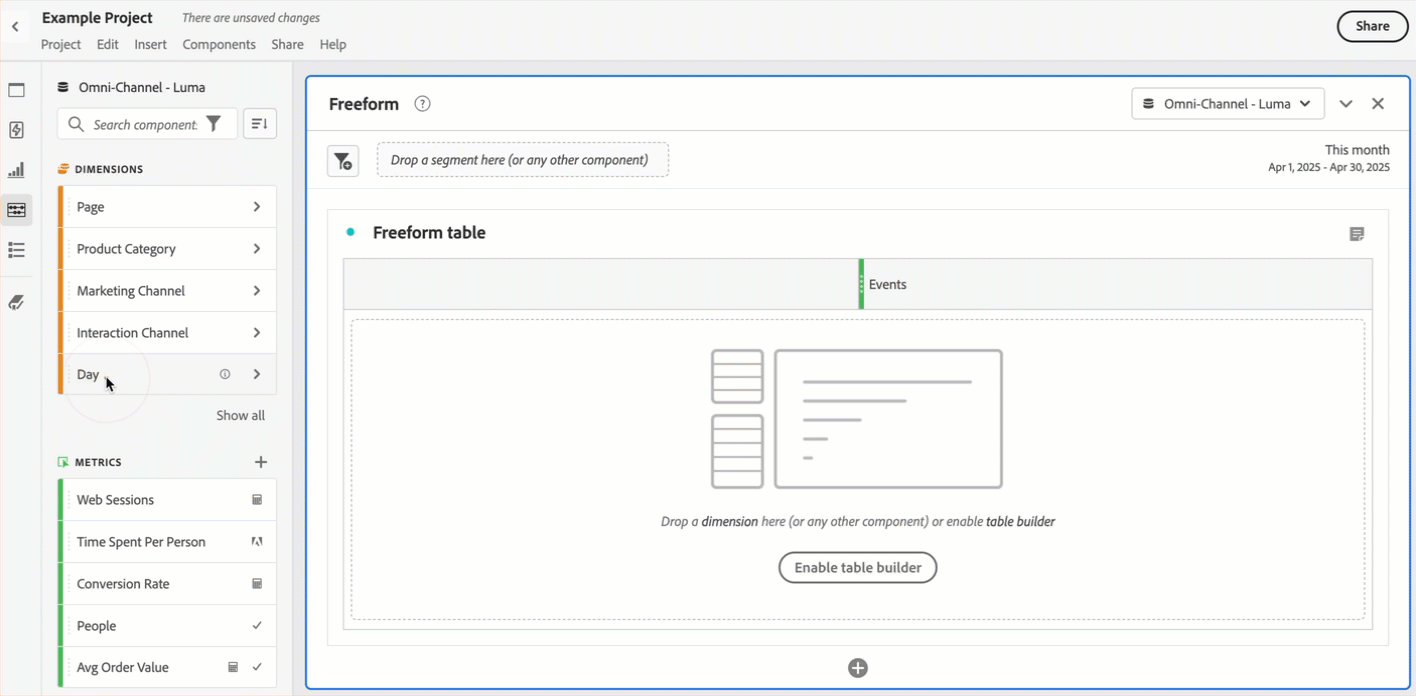 Example Project
There are unsaved changes
Share
Project Edit Insert Components Share Help
Omni-Channel - Luma
Search component:
DIMENSIONS
Page
Product Category
Marketing Channel
Interaction Channel
Day
Show all
METRICS
Web Sessions
Time Spent Per Person
Conversion Rate
People
Avg Order Value
Freeform
Omni-Channel - Luma
Drop a segment here (or any other component)
This month
Apr 1, 2025 - Apr 30, 2025
Freeform table
Events
Drop a dimension here (or any other component) or enable table builder
Enable table builder